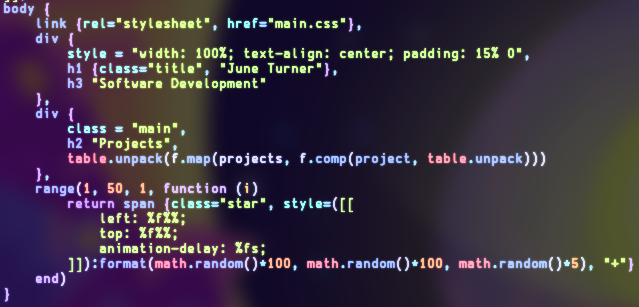 body {
    link {rel="stylesheet", href="main.css"},
    div {
        style = "width: 100%; text-align: center; padding: 15% 0",
        h1 {class="title", "June Turner"},
        h3 "Software Development"
    },
    div {
        class = "main",
        h2 "Projects",
        table.unpack(f.map(projects, f.comp(project, table.unpack)))
    },
    range(1, 50, 1, function (i)
        return span {class="star", style=([[
            left: %f%%;
            top: %f%%;
            animation-delay: %fs;
        ]]):format(math.random()*100, math.random()*100, math.random()*5), "+"}
    end)
}